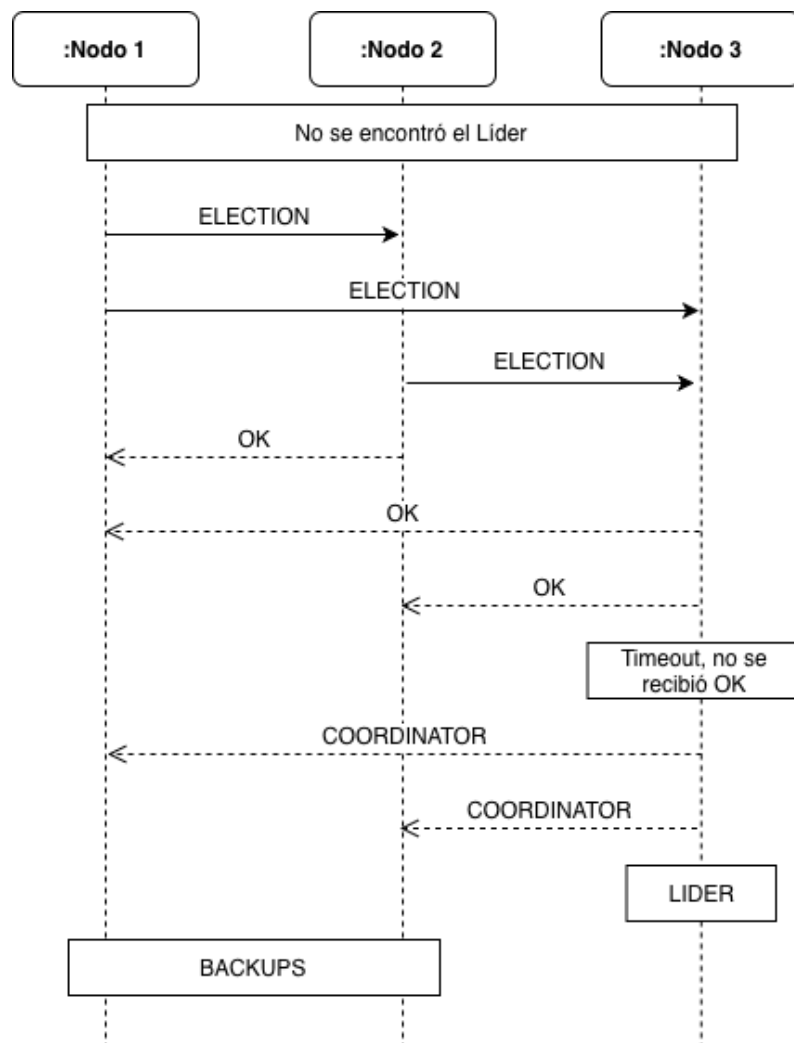 :Nodo 1
:Nodo 2
:Nodo 3
No se encontró el Líder
ELECTION
ELECTION
ELECTION
OK
OK
OK
Timeout, no se
recibió OK
COORDINATOR
COORDINATOR
LIDER
BACKUPS